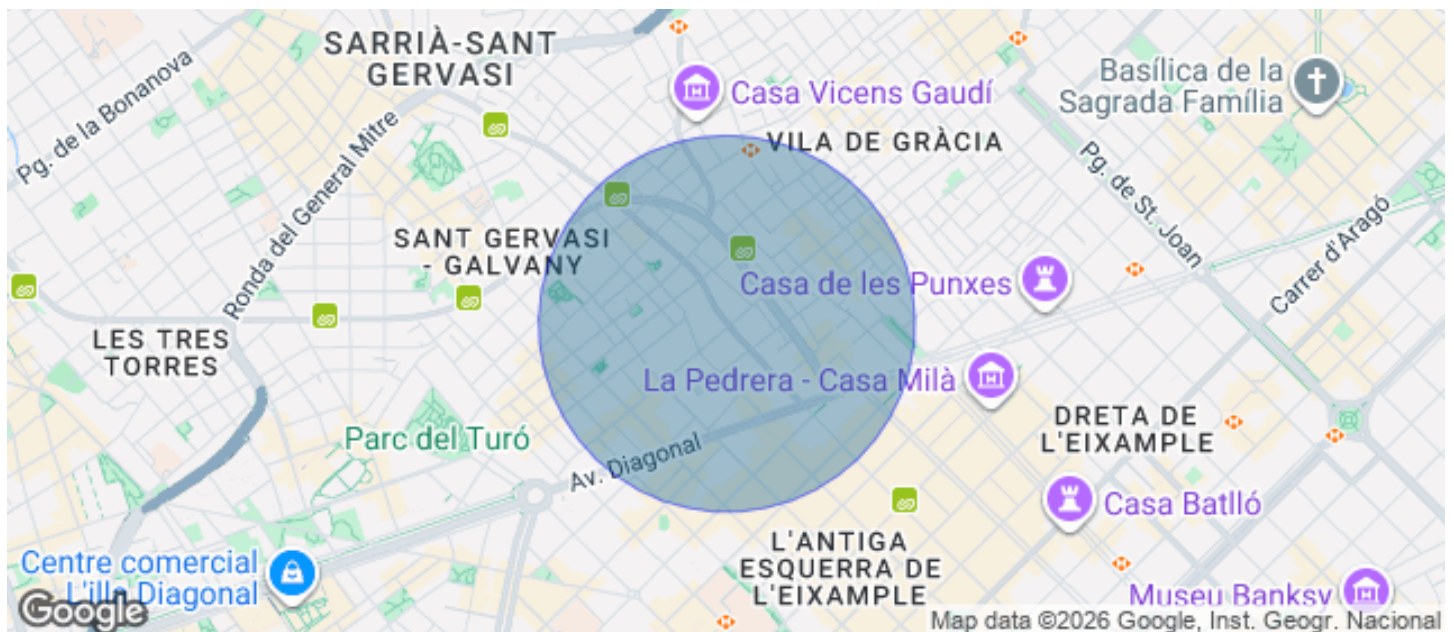 SARRIÀ-SANT
GERVASI
Pg. de la Bonanova
Casa Vicens Gaudí
Basílica de la
Sagrada Família
VILA DE GRÀCIA
Ronda del General Mitre
Pg. de St. Joan
SANT GERVASI
- GALVANY
Carrer d'Aragó
Casa de les Punxes
LES TRES
TORRES
La Pedrera - Casa Milà
Parc del Turó
DRETA DE
L'EIXAMPLE
Av. Diagonal
Casa Batlló
L'ANTIGA
ESQUERRA DE
L'EIXAMPLE
Centre comercial
L'illa Diagonal
Museu Banksy
Google
Map data ©2026 Google, Inst. Geogr. Nacional